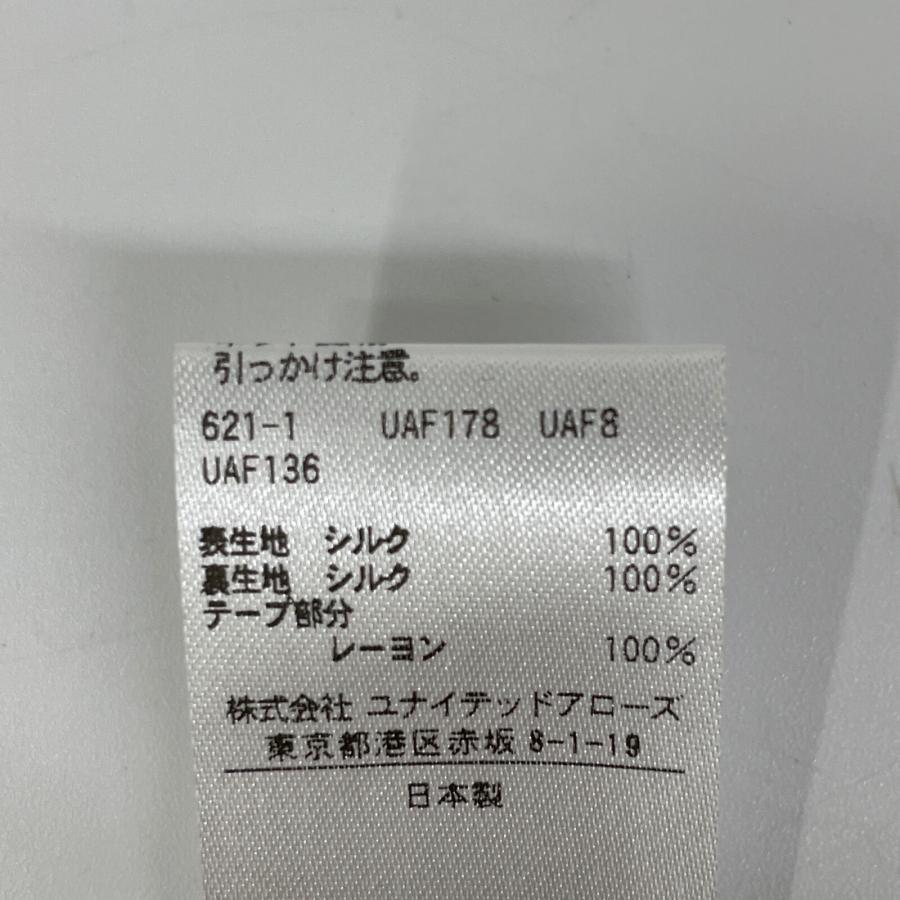 引っかけ注意。
621-1 UAF178 UAF8
UAF136
表生地 シルク 100%
裏生地 シルク 100%
テープ部分
レーヨン 100%
株式会社 ユナイテッドアローズ
東京都港区赤坂 8-1-19
日本製